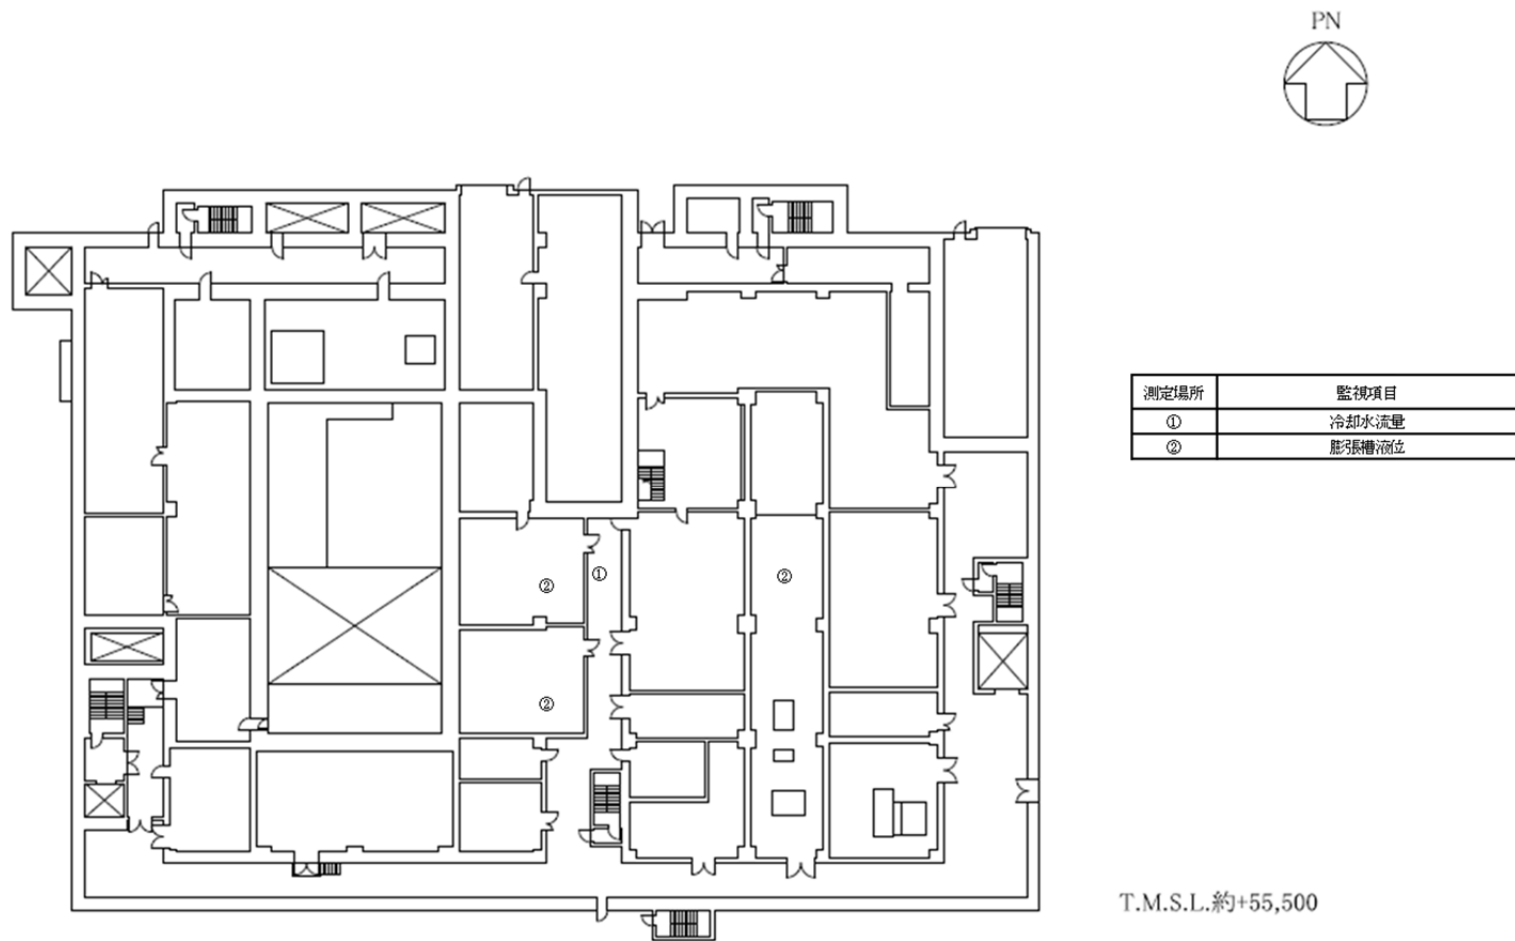 PN
測定場所 監視項目
① 冷却水流量
② 膨張槽液位
① ② ②
②
T.M.S.L.約+55,500